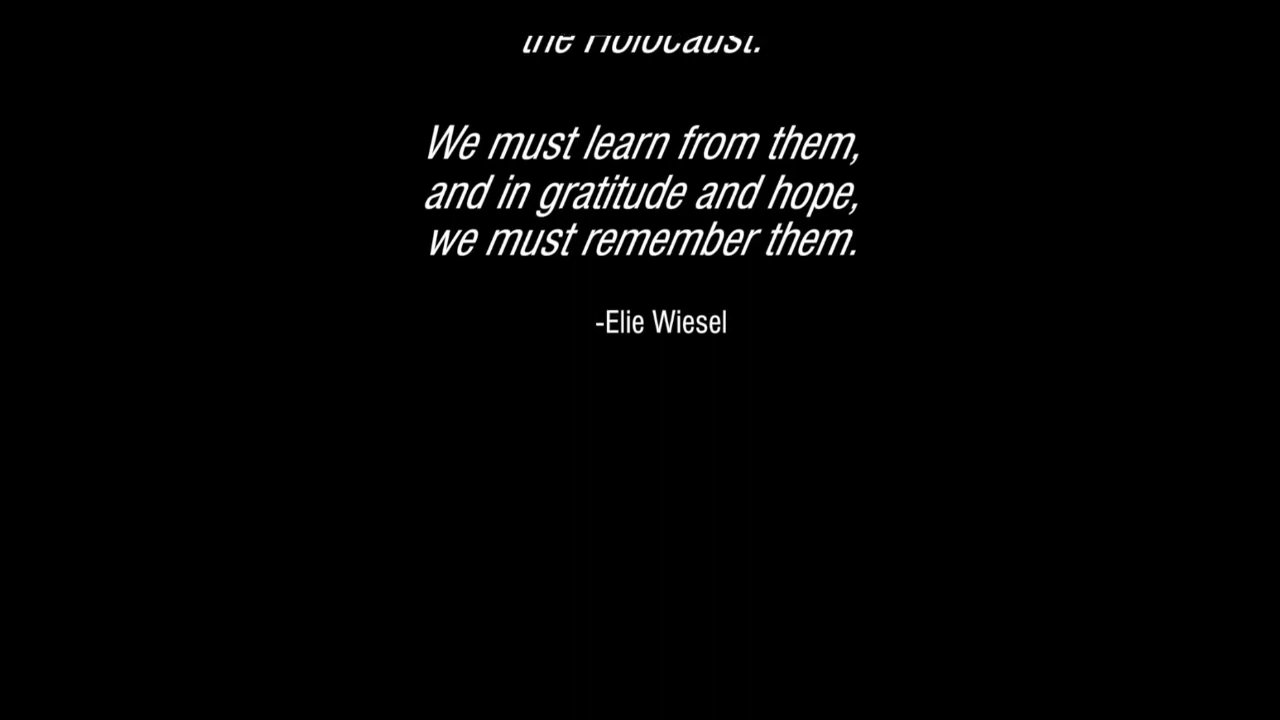 the Holocaust.
We must learn from them,
and in gratitude and hope,
we must remember them.
-Elie Wiesel